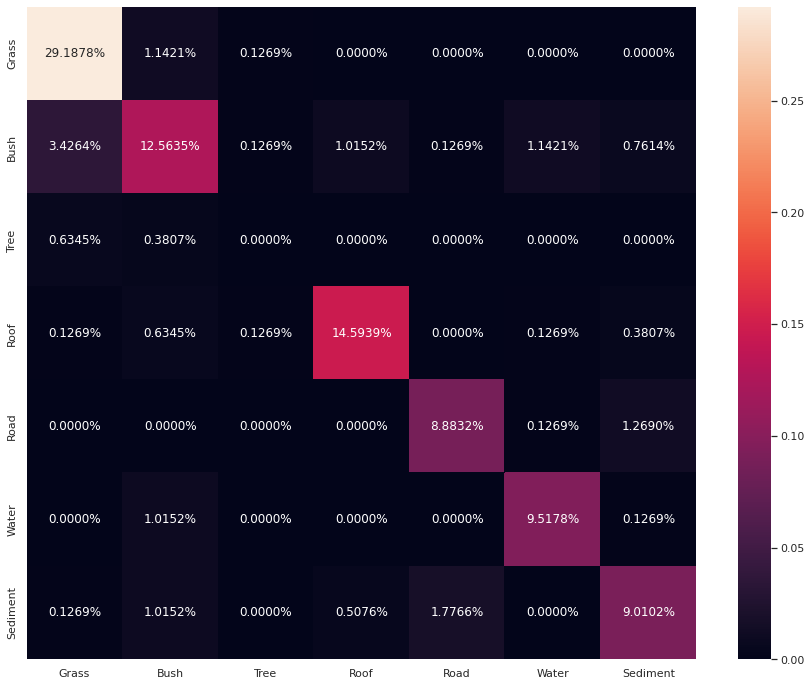 Grass 29.1878% 1.1421% 0.1269% 0.0000% 0.0000% 0.0000% 0.0000%
Bush 3.4264% 12.5635% 0.1269% 1.0152% 0.1269% 1.1421% 0.7614%
Tree 0.6345% 0.3807% 0.0000% 0.0000% 0.0000% 0.0000% 0.0000%
Roof 0.1269% 0.6345% 0.1269% 14.5939% 0.0000% 0.1269% 0.3807%
Road 0.0000% 0.0000% 0.0000% 0.0000% 8.8832% 0.1269% 1.2690%
Water 0.0000% 1.0152% 0.0000% 0.0000% 0.0000% 9.5178% 0.1269%
Sediment 0.1269% 1.0152% 0.0000% 0.5076% 1.7766% 0.0000% 9.0102%
Grass Bush Tree Roof Road Water Sediment
0.25
0.20
0.15
0.10
0.05
0.00